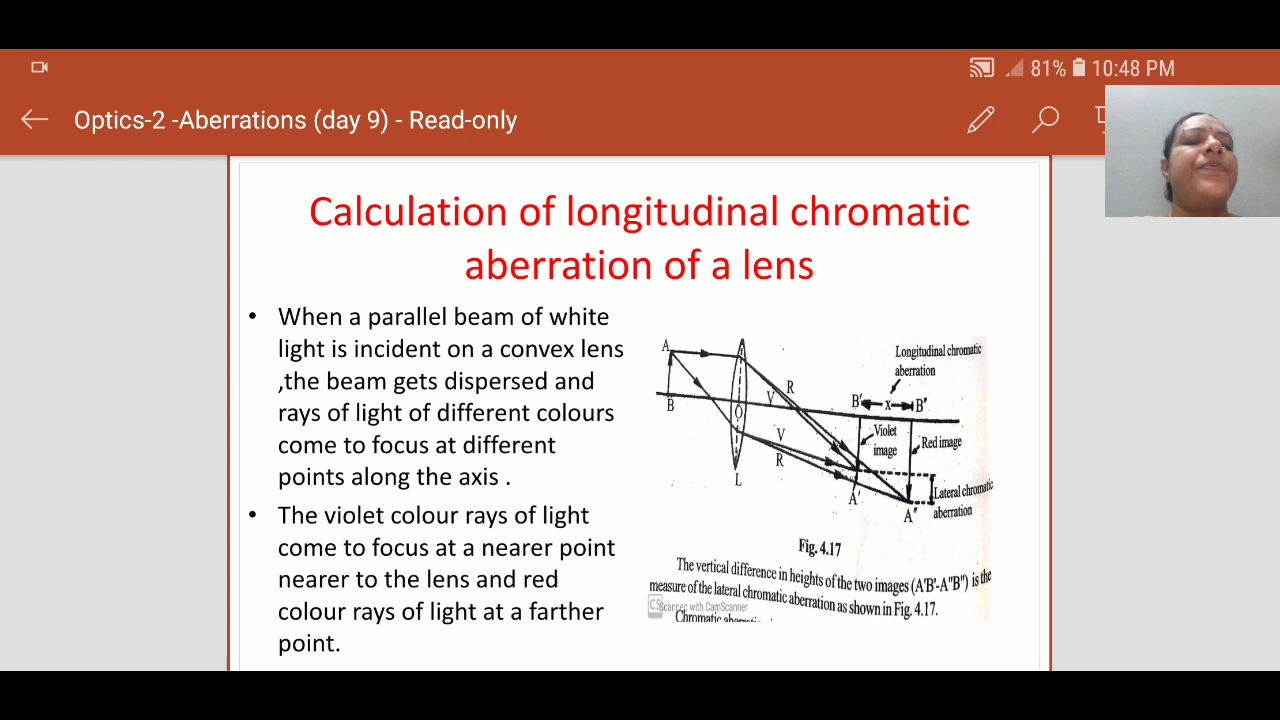 81% 10:48 PM
Optics-2 -Aberrations (day 9) - Read-only
Calculation of longitudinal chromatic
aberration of a lens
• When a parallel beam of white
light is incident on a convex lens
,the beam gets dispersed and
rays of light of different colours
come to focus at different
points along the axis .
• The violet colour rays of light
come to focus at a nearer point
nearer to the lens and red
colour rays of light at a farther
point.
Longitudinal chromatic
aberration
A
R
V
B
O
B' x B"
Violet
image
Red image
V
R
L
A'
A"
Lateral chromatic
aberration
Fig. 4.17
The vertical difference in heights of the two images (A'B'-A"B") is the
measure of the lateral chromatic aberration as shown in Fig. 4.17.
CS Scanned with CamScanner
Chromatic